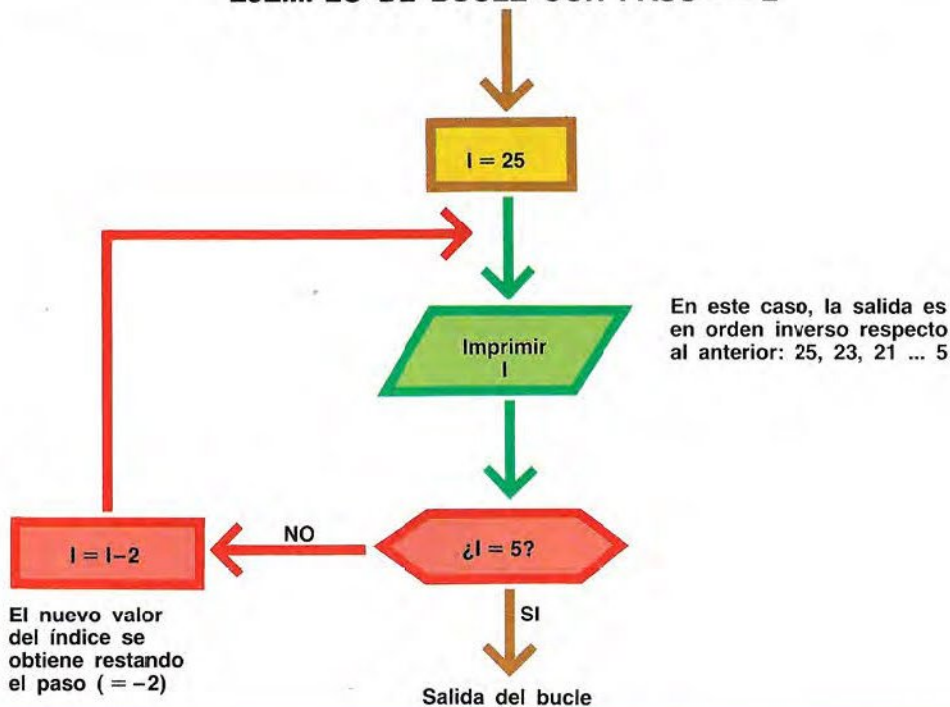 I = 25
Imprimir
I
En este caso, la salida es
en orden inverso respecto
al anterior: 25, 23, 21 ... 5
NO
¿I = 5?
I = I–2
El nuevo valor
del índice se
obtiene restando
el paso ( = –2)
SI
Salida del bucle